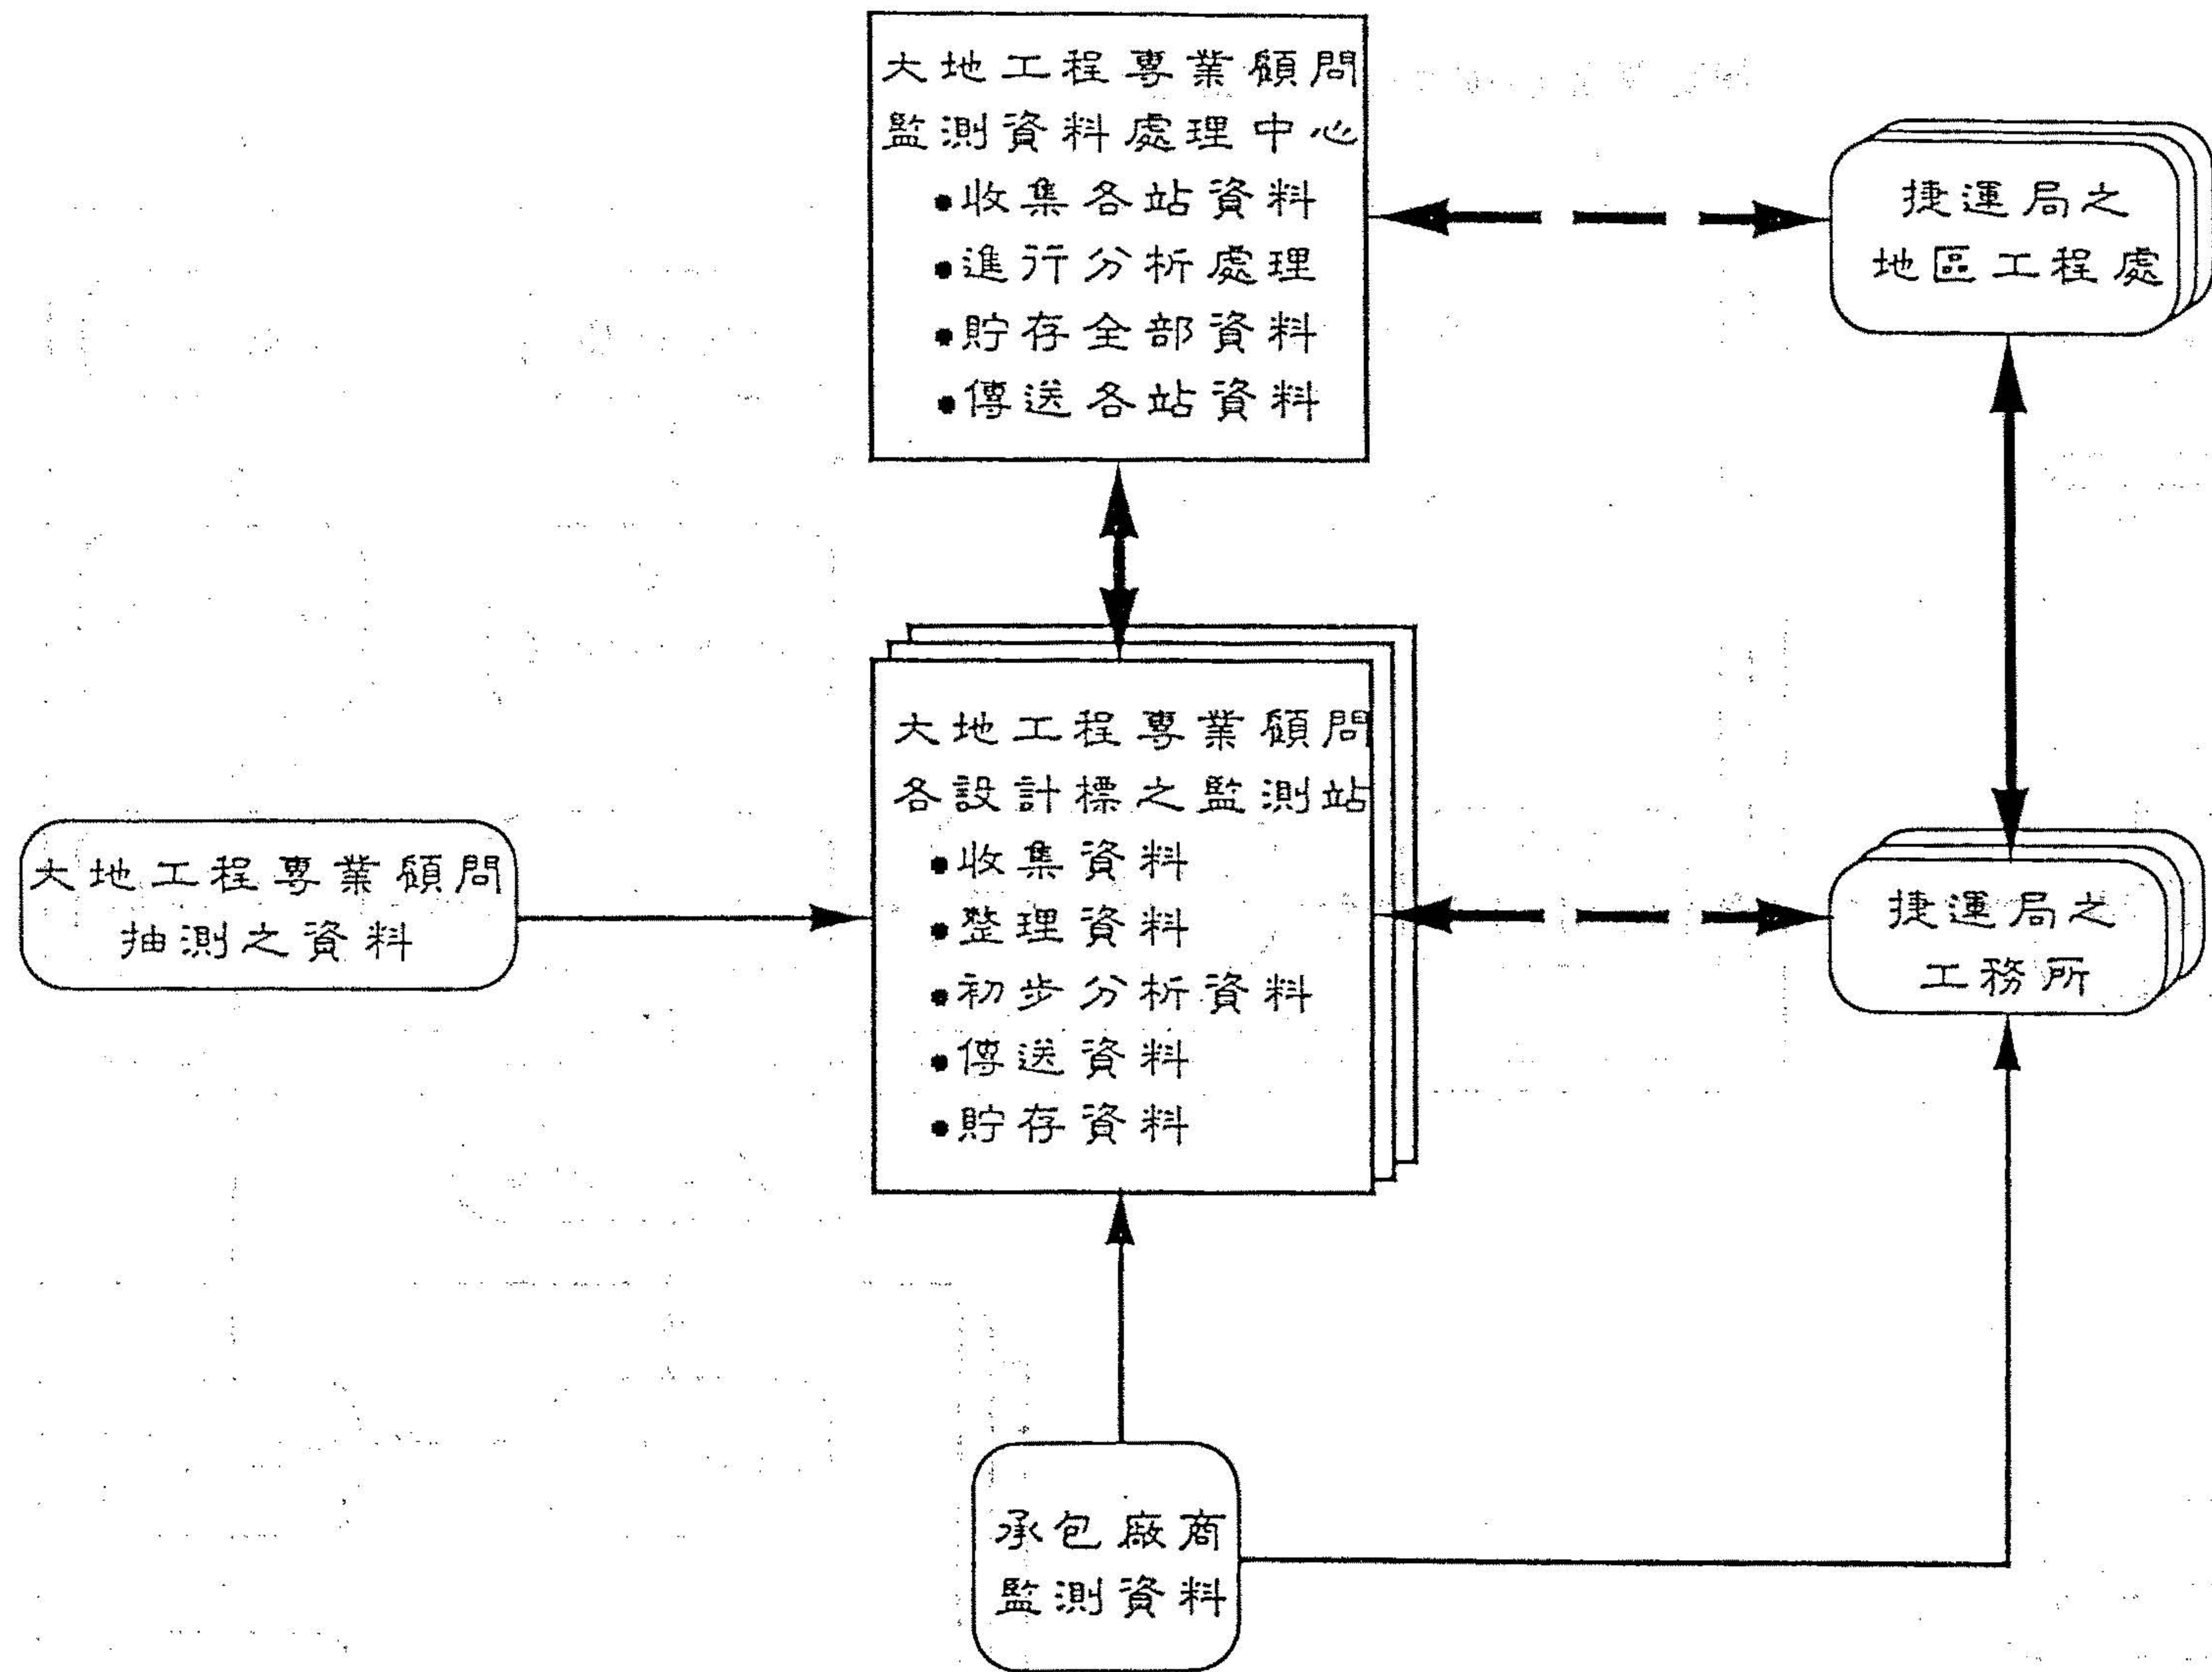 大地工程專業顧問
監測資料處理中心
•收集各站資料
•進行分析處理
•貯存全部資料
•傳送各站資料
捷運局之
地區工程處
大地工程專業顧問
各設計標之監測站
•收集資料
•整理資料
•初步分析資料
•傳送資料
•貯存資料
大地工程專業顧問
抽測之資料
捷運局之
工務所
承包廠商
監測資料